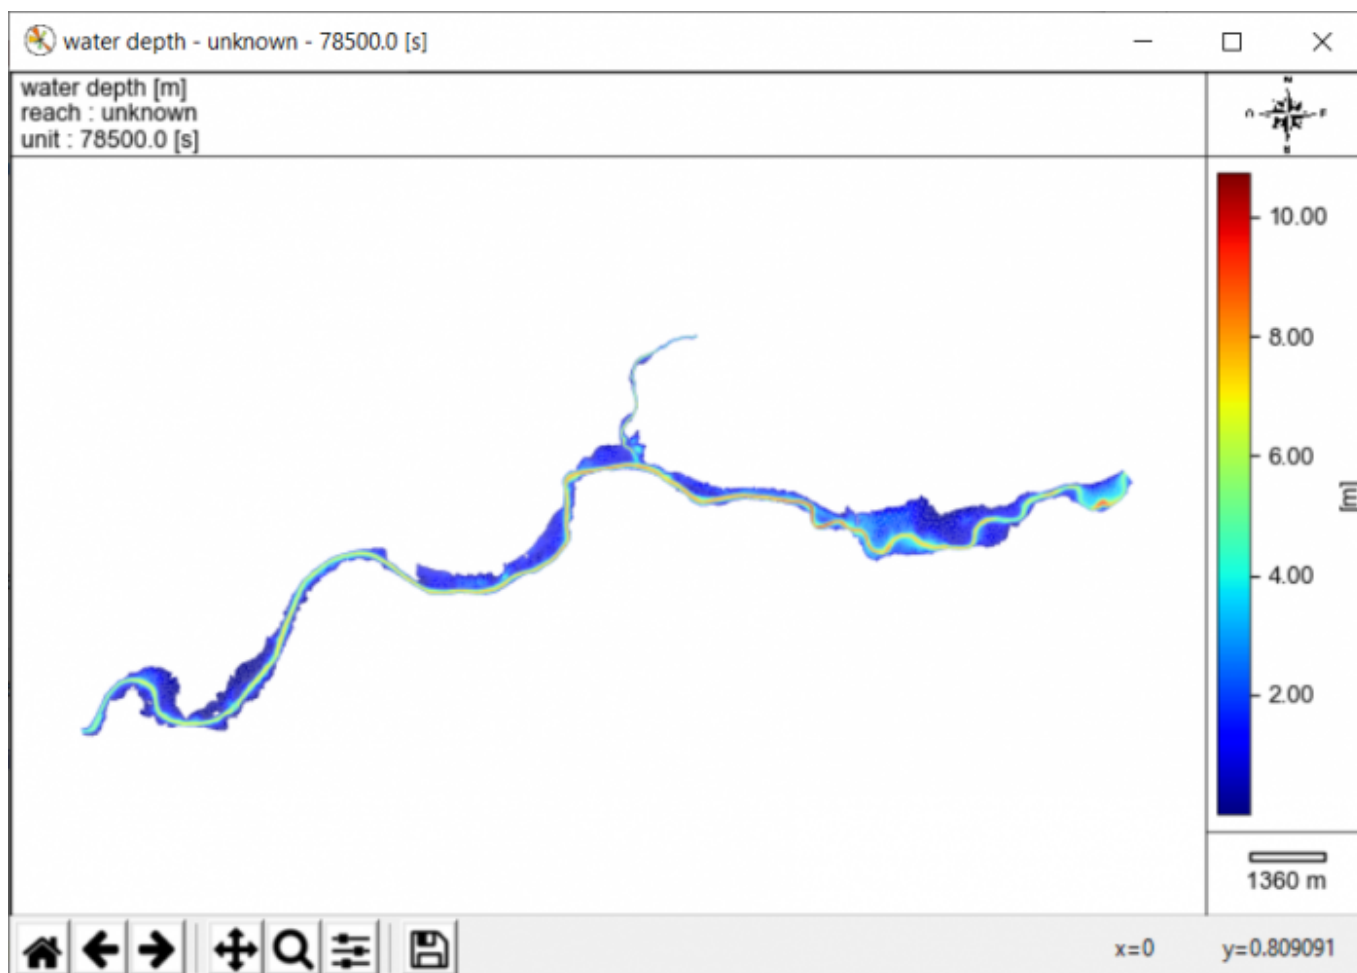 water depth - unknown - 78500.0 [s]
water depth [m]
reach : unknown
unit : 78500.0 [s]
N
10.00
8.00
6.00
[m]
4.00
2.00
1360 m
x=0 y=0.809091